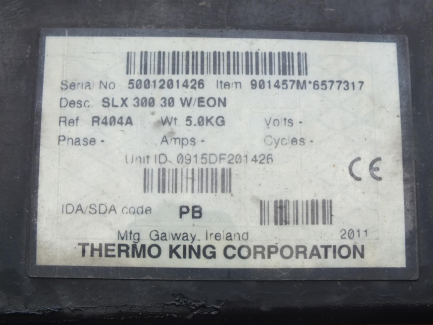 Serial No 5001201426 Item 901457M*6577317
Desc. SLX 300 30 W/EON
Ref R404A Wt 5.0KG Volts -
Phase - Amps - Cycles -
Unit ID 0915DF201426
CE
IDA/SDA code PB
Mfg Galway, Ireland 2011
THERMO KING CORPORATION